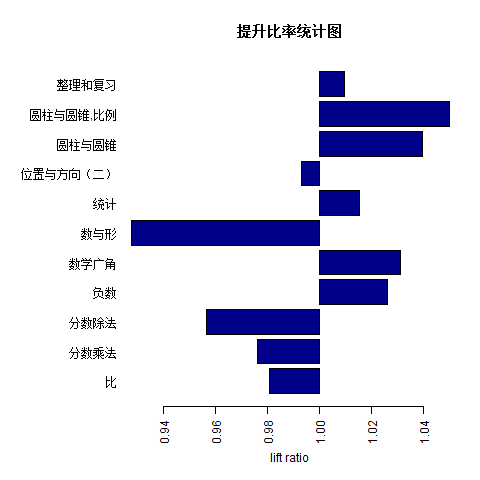 提升比率统计图
整理和复习
圆柱与圆锥,比例
圆柱与圆锥
位置与方向（二）
统计
数与形
数学广角
负数
分数除法
分数乘法
比
0.94 0.96 0.98 1.00 1.02 1.04
lift ratio